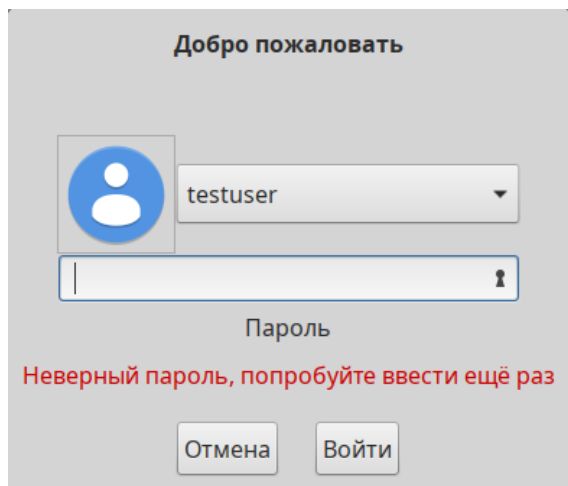 Добро пожаловать
testuser
Пароль
Неверный пароль, попробуйте ввести ещё раз
Отмена Войти